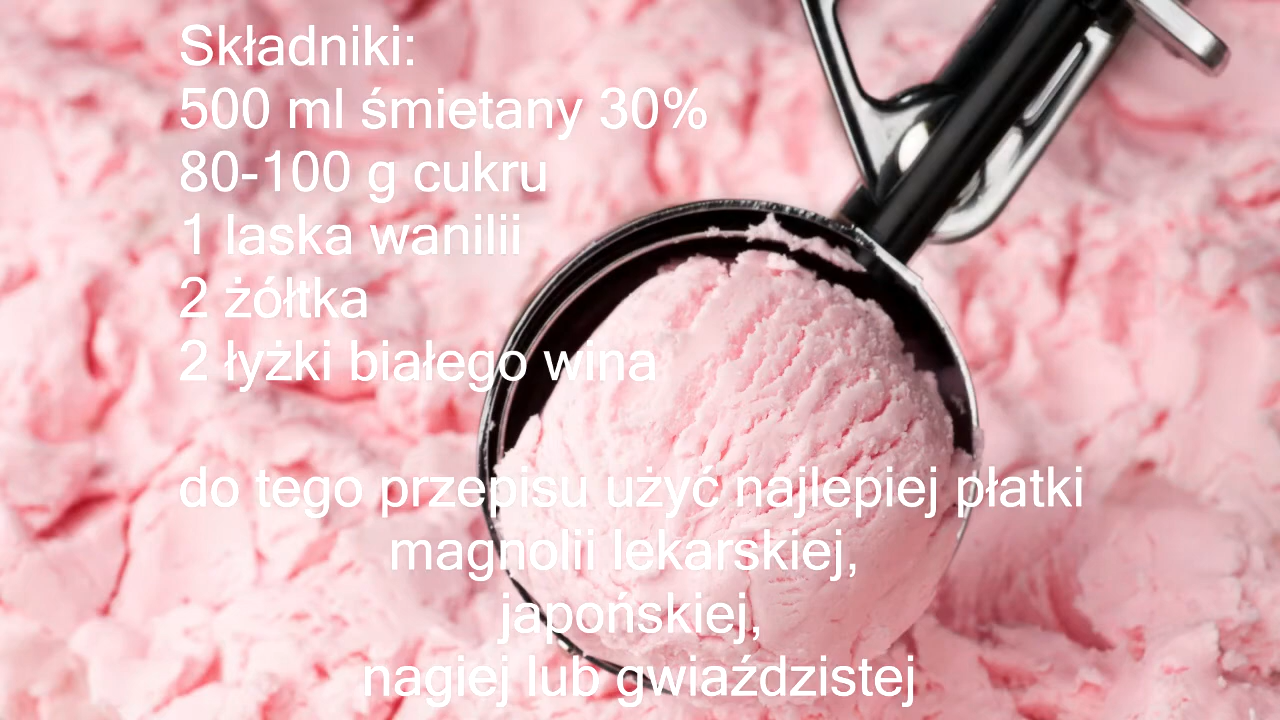 Składniki:
500 ml śmietany 30%
80-100 g cukru
1 laska wanilii
2 żółtka
2 łyżki białego wina
do tego przepisu użyć najlepiej płatki
magnolii lekarskiej,
japońskiej,
nagiej lub gwiaździstej